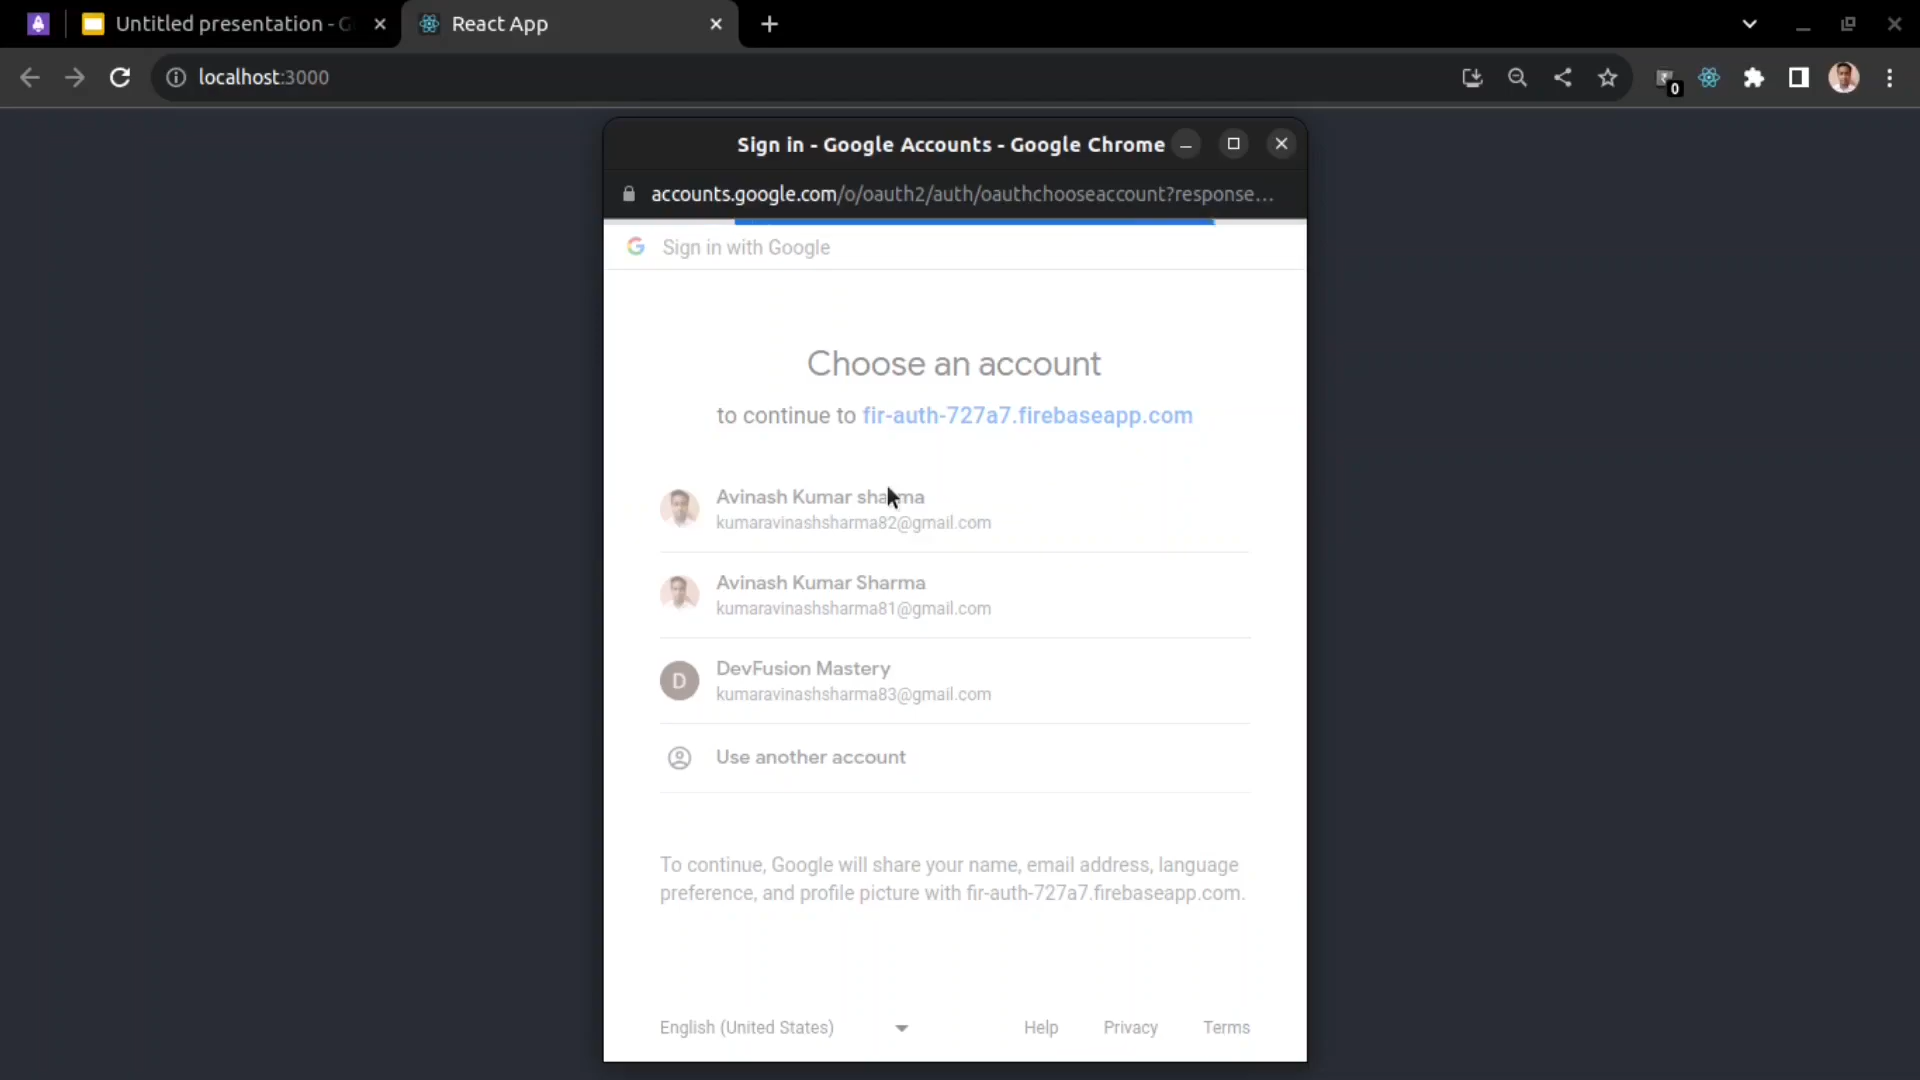 Untitled presentation - G
React App
localhost:3000
0
Sign in - Google Accounts - Google Chrome
accounts.google.com/o/oauth2/auth/oauthchooseaccount?response...
Sign in with Google
Choose an account
to continue to fir-auth-727a7.firebaseapp.com
Avinash Kumar sharma
kumaravinashsharma82@gmail.com
Avinash Kumar Sharma
kumaravinashsharma81@gmail.com
D
DevFusion Mastery
kumaravinashsharma83@gmail.com
Use another account
To continue, Google will share your name, email address, language
preference, and profile picture with fir-auth-727a7.firebaseapp.com.
English (United States)
Help
Privacy
Terms